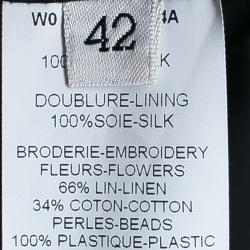 W0
42
DOUBLURE-LINING
100%SOIE-SILK
BRODERIE-EMBROIDERY
FLEURS-FLOWERS
66% LIN-LINEN
34% COTON-COTTON
PERLES-BEADS
100% PLASTIQUE-PLASTIC